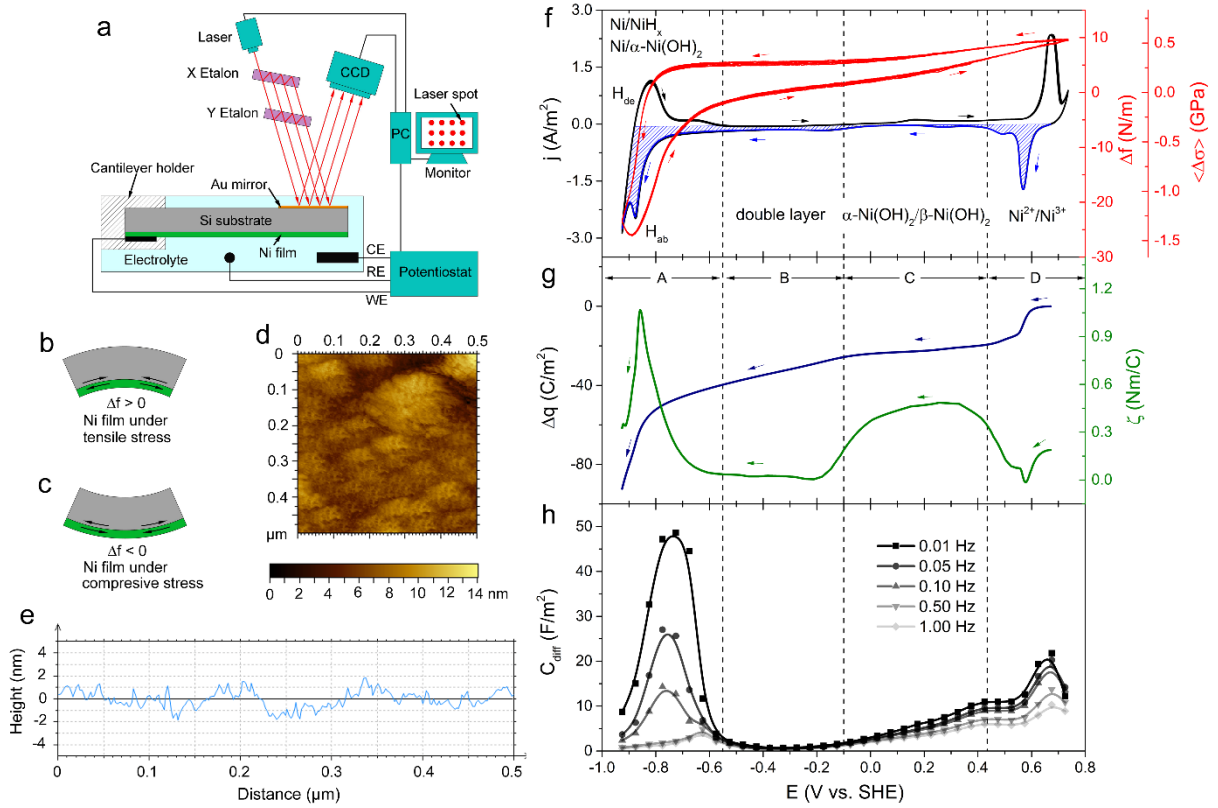 a
Laser
X Etalon
Y Etalon
CCD
Laser spot
PC
Monitor
Cantilever holder
Au mirror
Si substrate
Ni film
Electrolyte
CE
RE
WE
Potentiostat
b
Δf > 0
Ni film under
tensile stress
c
Δf < 0
Ni film under
compresive stress
d
0 0.1 0.2 0.3 0.4 0.5
0
0.1
0.2
0.3
0.4
μm
0 2 4 6 8 10 12 14 nm
e
Height (nm)
4
2
0
-2
-4
0 0.1 0.2 0.3 0.4 0.5
Distance (μm)
f
j (A/m²)
3.0
1.5
0.0
-1.5
-3.0
Ni/NiHₓ
Ni/α-Ni(OH)₂
H_de
H_ab
double layer
α-Ni(OH)₂/β-Ni(OH)₂
Ni²⁺/Ni³⁺
10
5
0
-5
-10
-15
-20
-25
-30
Δf (N/m)
0.5
0.0
-0.5
-1.0
-1.5
<Δσ> (GPa)
g
A B C D
Δq (C/m²)
0
-40
-80
1.2
0.9
0.6
0.3
0.0
ζ (Nm/C)
h
C_diff (F/m²)
50
40
30
20
10
0
0.01 Hz
0.05 Hz
0.10 Hz
0.50 Hz
1.00 Hz
-1.0 -0.8 -0.6 -0.4 -0.2 0.0 0.2 0.4 0.6 0.8
E (V vs. SHE)